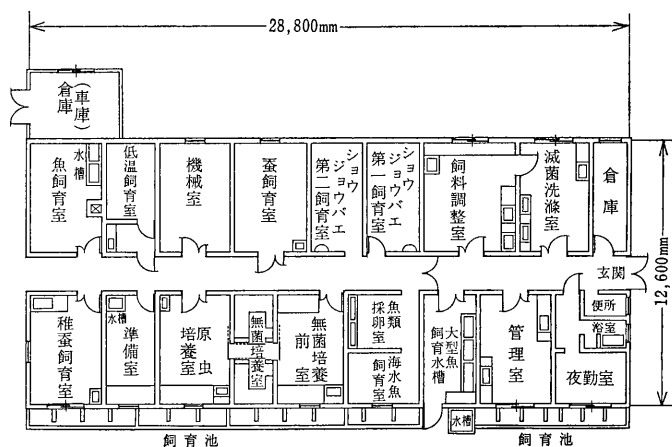 28,800mm
倉庫
(車庫)
魚飼育室
水槽
低温飼育室
機械室
蚕飼育室
ショウ
ジョウバエ
第二飼育室
ショウ
ジョウバエ
第一飼育室
飼料調整室
滅菌洗滌室
倉庫
12,600mm
玄関
稚蚕飼育室
水槽
準備室
原虫
培養室
無菌培養室
無菌培養
前室
魚類
採卵室
海水魚
飼育室
大型魚
飼育水槽
管理室
便所
浴室
夜勤室
飼育池
水槽
飼育池